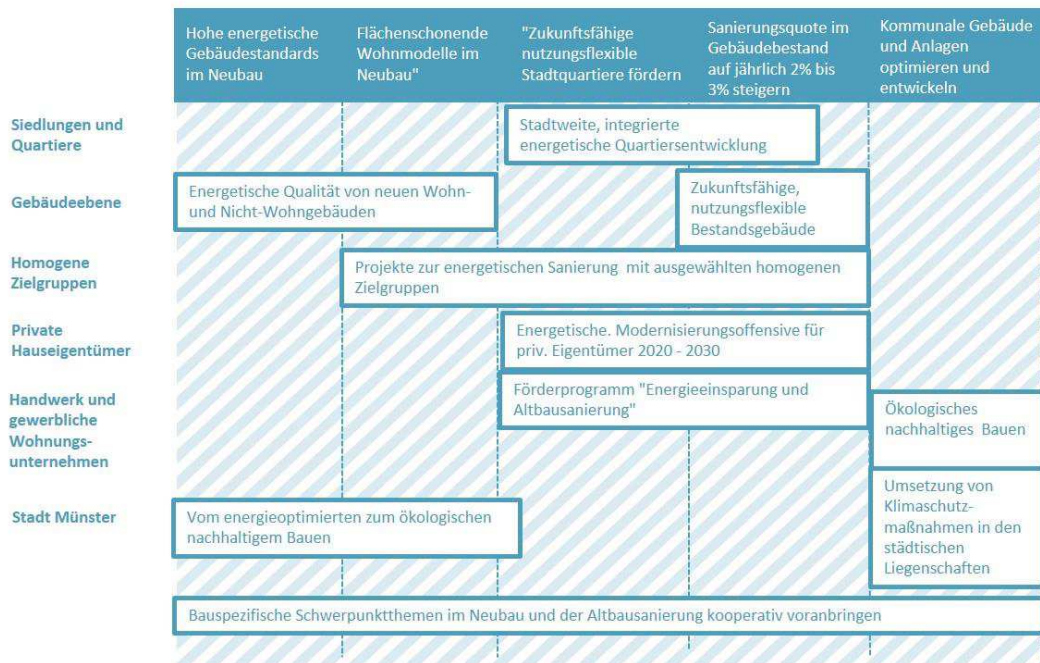 Hohe energetische
Gebäudestandards
im Neubau
Flächenschonende
Wohnmodelle im
Neubau"
"Zukunftsfähige
nutzungsflexible
Stadtquartiere fördern
Sanierungsquote im
Gebäudebestand
auf jährlich 2% bis
3% steigern
Kommunale Gebäude
und Anlagen
optimieren und
entwickeln
Siedlungen und
Quartiere
Stadtweite, integrierte
energetische Quartiersentwicklung
Gebäudeebene
Energetische Qualität von neuen Wohn-
und Nicht-Wohngebäuden
Zukunftsfähige,
nutzungsflexible
Bestandsgebäude
Homogene
Zielgruppen
Projekte zur energetischen Sanierung mit ausgewählten homogenen
Zielgruppen
Private
Hauseigentümer
Energetische. Modernisierungsoffensive für
priv. Eigentümer 2020 - 2030
Handwerk und
gewerbliche
Wohnungs-
unternehmen
Förderprogramm "Energieeinsparung und
Altbausanierung"
Ökologisches
nachhaltiges Bauen
Stadt Münster
Vom energieoptimierten zum ökologischen
nachhaltigem Bauen
Umsetzung von
Klimaschutz-
maßnahmen in den
städtischen
Liegenschaften
Bauspezifische Schwerpunktthemen im Neubau und der Altbausanierung kooperativ voranbringen